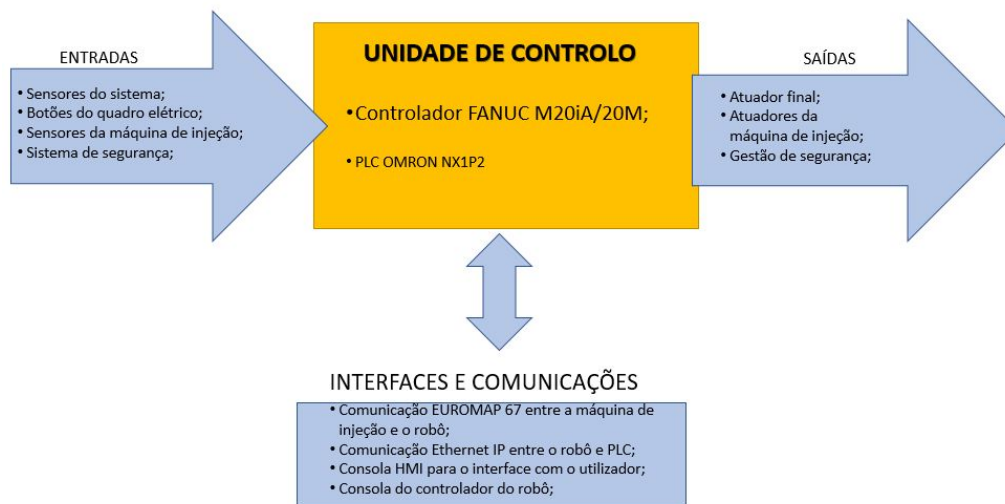 ENTRADAS
• Sensores do sistema;
• Botões do quadro elétrico;
• Sensores da máquina de injeção;
• Sistema de segurança;
UNIDADE DE CONTROLO
• Controlador FANUC M20iA/20M;
• PLC OMRON NX1P2
SAÍDAS
• Atuador final;
• Atuadores da
máquina de injeção;
• Gestão de segurança;
INTERFACES E COMUNICAÇÕES
• Comunicação EUROMAP 67 entre a máquina de
injeção e o robô;
• Comunicação Ethernet IP entre o robô e PLC;
• Consola HMI para o interface com o utilizador;
• Consola do controlador do robô;